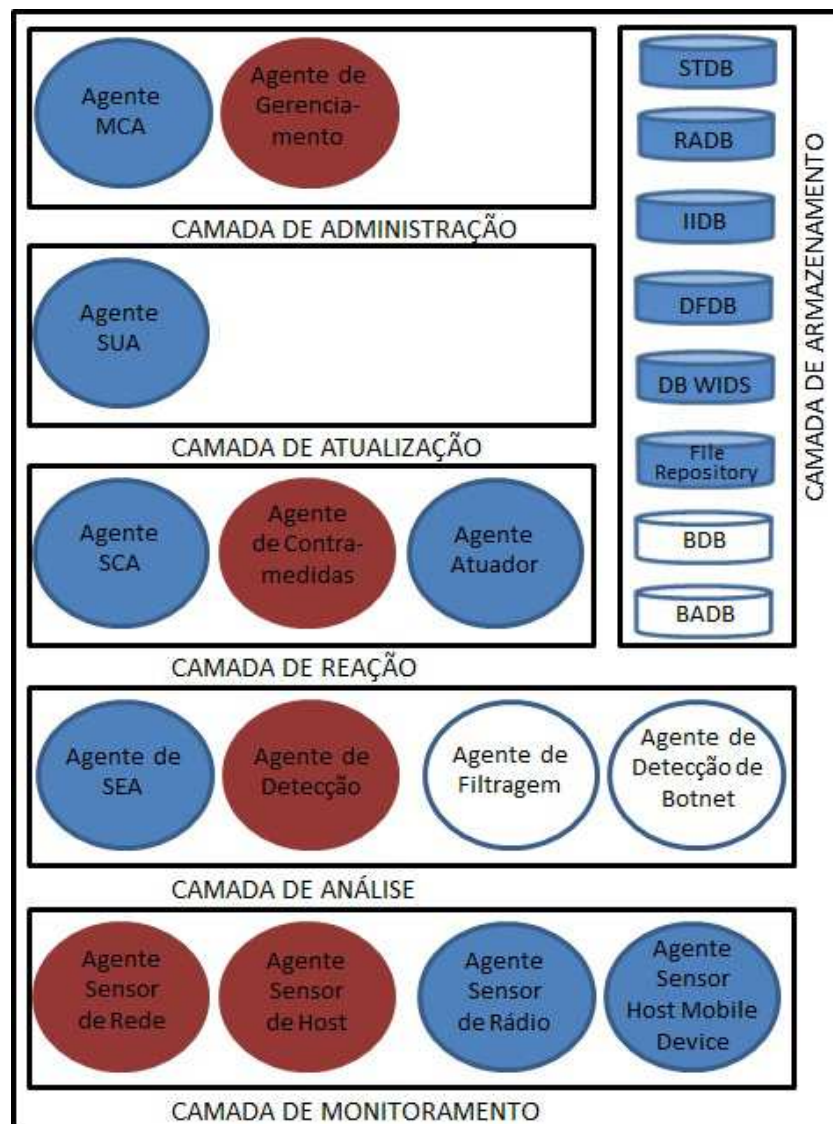 Agente
MCA
Agente de
Gerencia-
mento
CAMADA DE ADMINISTRAÇÃO
Agente
SUA
CAMADA DE ATUALIZAÇÃO
Agente
SCA
Agente
de Contra-
medidas
Agente
Atuador
CAMADA DE REAÇÃO
STDB
RADB
IIDB
DFDB
DB WIDS
File
Repository
BDB
BADB
CAMADA DE ARMAZENAMENTO
Agente de
SEA
Agente de
Detecção
Agente de
Filtragem
Agente de
Detecção de
Botnet
CAMADA DE ANÁLISE
Agente
Sensor
de Rede
Agente
Sensor
de Host
Agente
Sensor
de Rádio
Agente
Sensor
Host Mobile
Device
CAMADA DE MONITORAMENTO